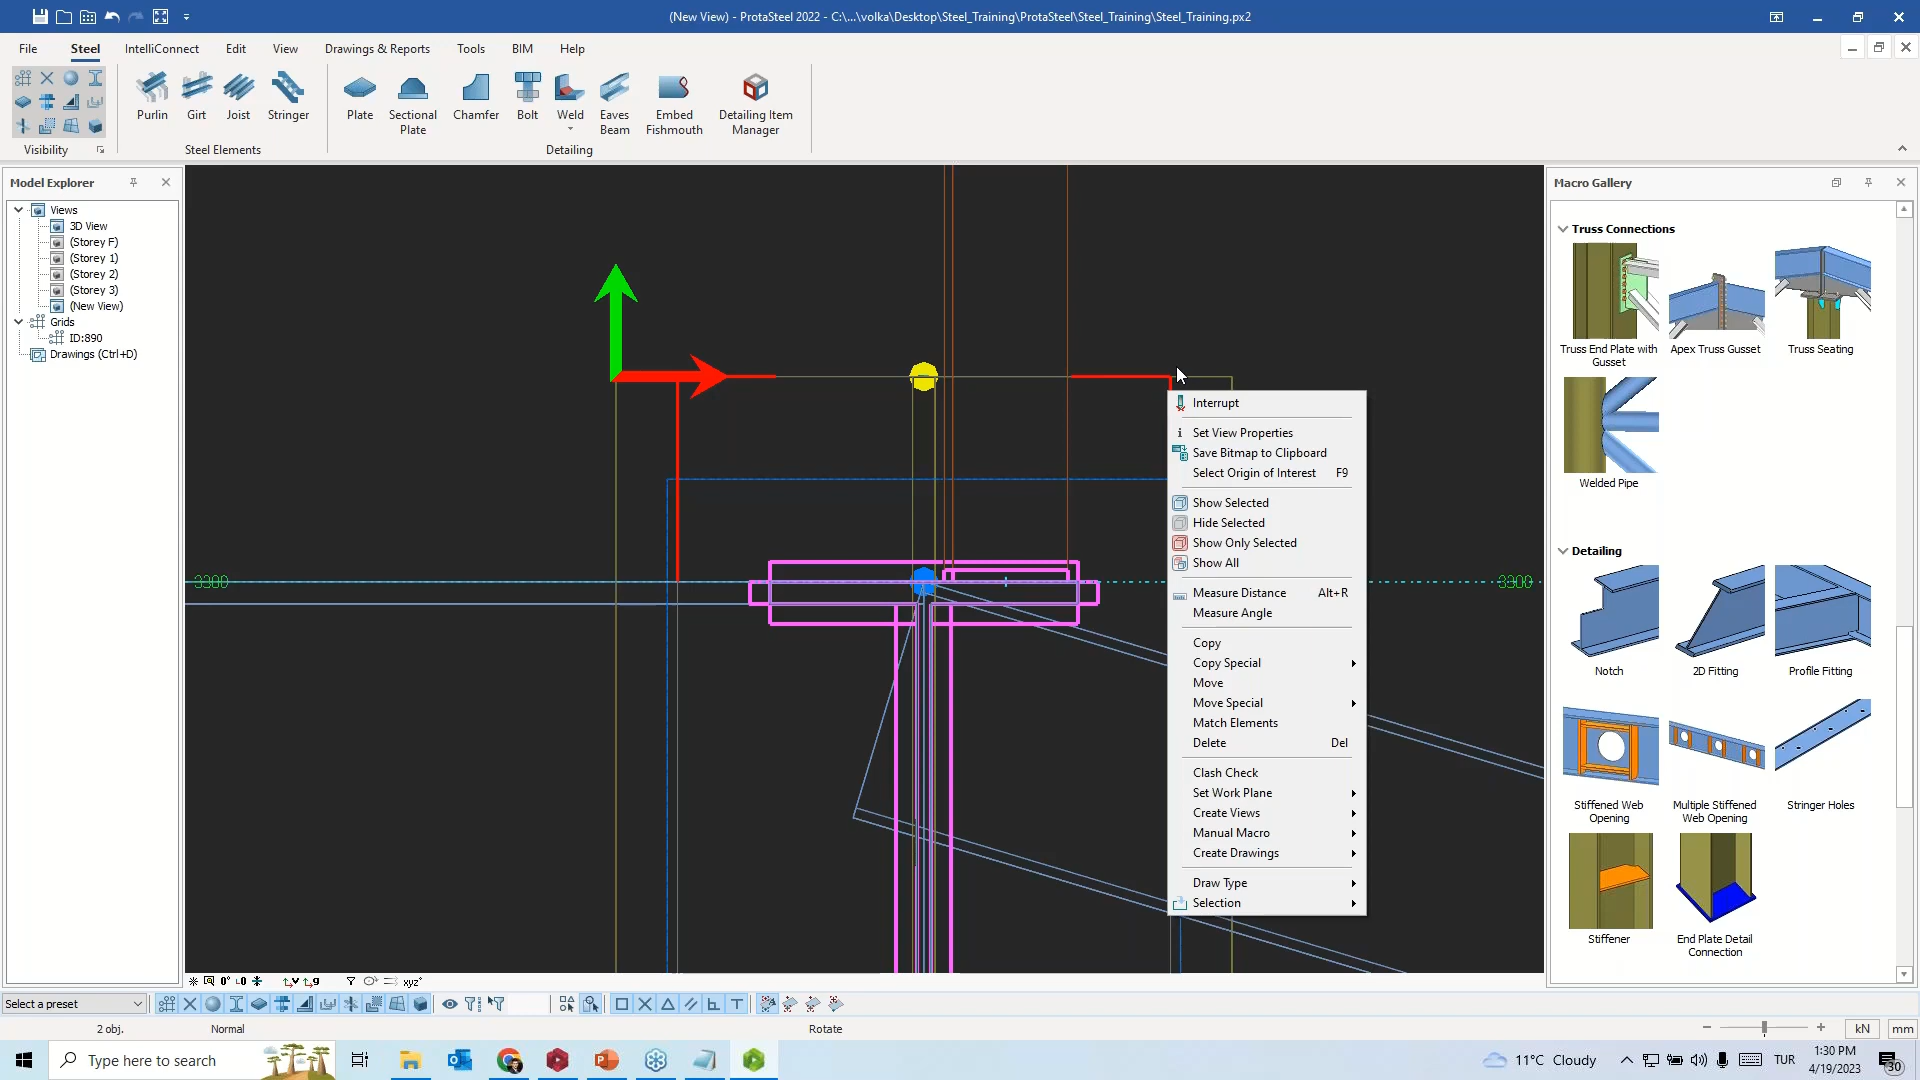 (New View) - ProtaSteel 2022 - C:\...\volka\Desktop\Steel_Training\ProtaSteel\Steel_Training\Steel_Training.px2
File Steel IntelliConnect Edit View Drawings & Reports Tools BIM Help
Purlin Girt Joist Stringer Plate Sectional Plate Chamfer Bolt Weld Eaves Beam Embed Fishmouth Detailing Item Manager
Visibility Steel Elements Detailing
Model Explorer
Views
3D View
(Storey F)
(Storey 1)
(Storey 2)
(Storey 3)
(New View)
Grids
ID:890
Drawings (Ctrl+D)
3300
3300
Interrupt
Set View Properties
Save Bitmap to Clipboard
Select Origin of Interest F9
Show Selected
Hide Selected
Show Only Selected
Show All
Measure Distance Alt+R
Measure Angle
Copy
Copy Special
Move
Move Special
Match Elements
Delete Del
Clash Check
Set Work Plane
Create Views
Manual Macro
Create Drawings
Draw Type
Selection
Macro Gallery
Truss Connections
Truss End Plate with Gusset
Apex Truss Gusset
Truss Seating
Welded Pipe
Detailing
Notch
2D Fitting
Profile Fitting
Stiffened Web Opening
Multiple Stiffened Web Opening
Stringer Holes
Stiffener
End Plate Detail Connection
xyz°
Select a preset
2 obj. Normal Rotate kN mm
Type here to search
11°C Cloudy
TUR
1:30 PM
4/19/2023
30